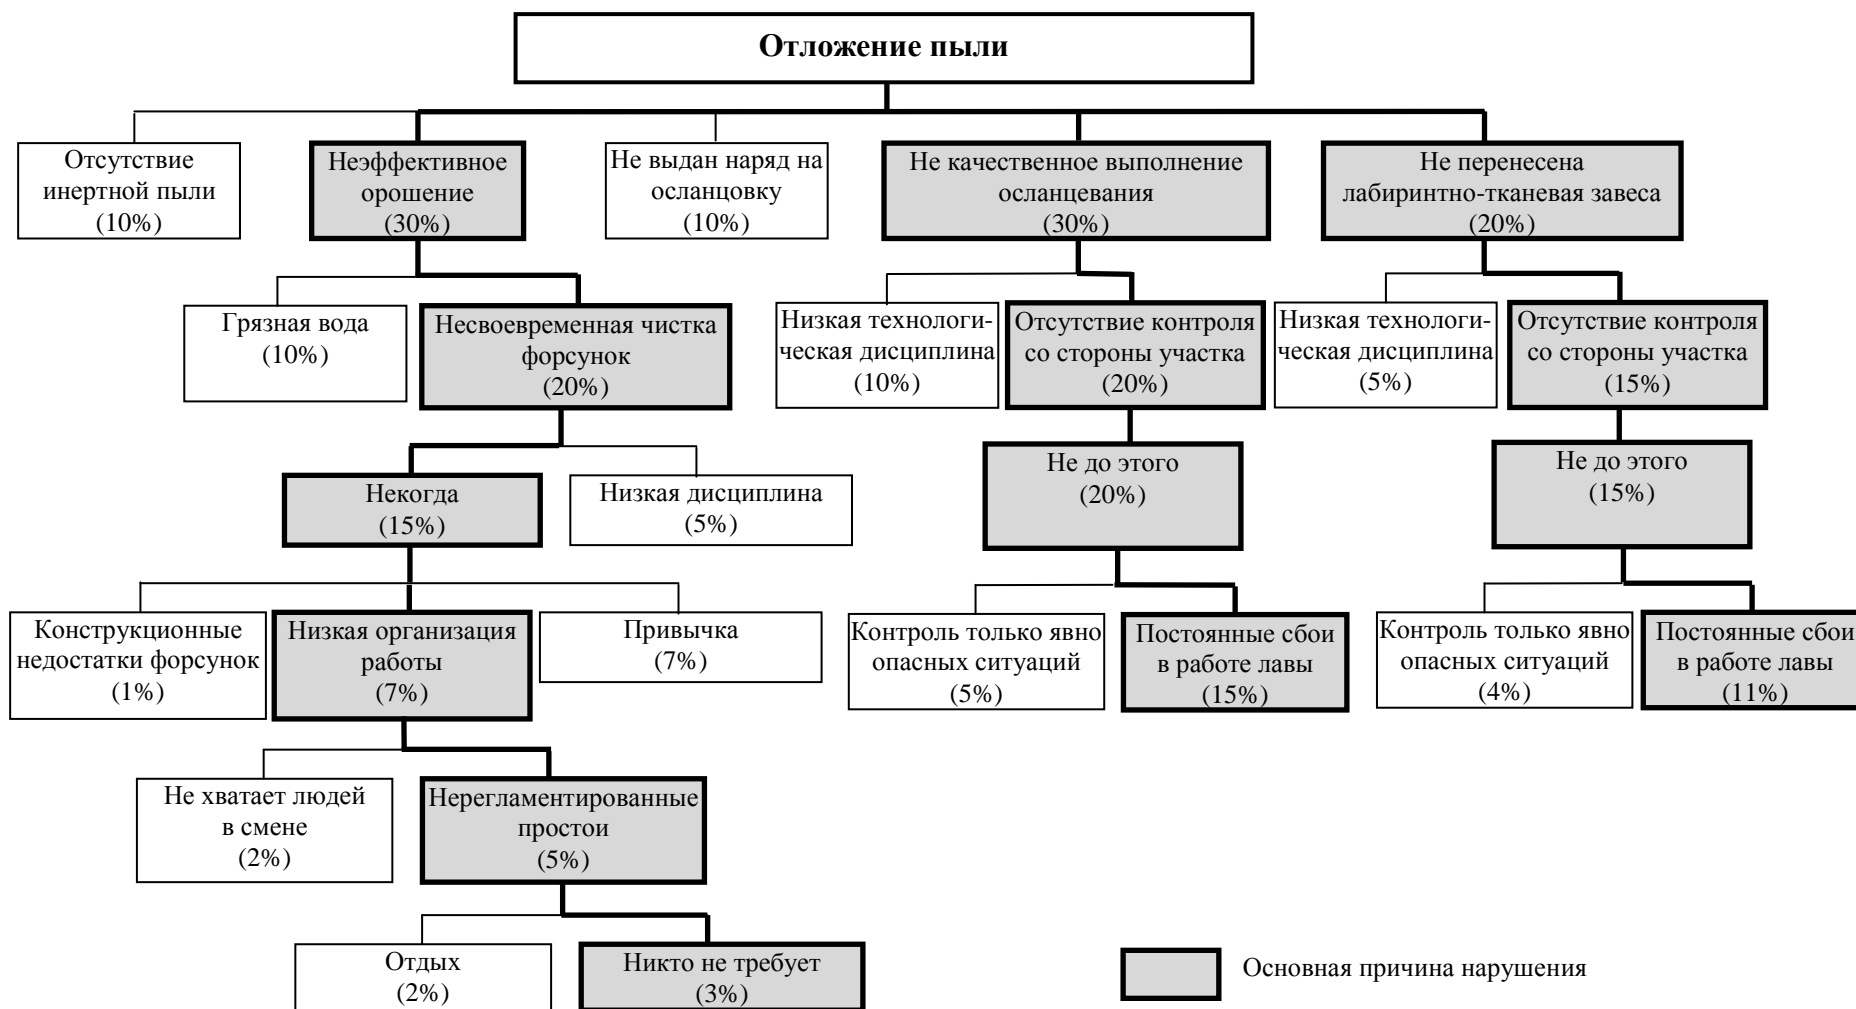 Отложение пыли
Отсутствие
инертной пыли
(10%)
Неэффективное
орошение
(30%)
Не выдан наряд на
осланцовку
(10%)
Не качественное выполнение
осланцевания
(30%)
Не перенесена
лабиринтно-тканевая завеса
(20%)
Грязная вода
(10%)
Несвоевременная чистка
форсунок
(20%)
Низкая технологи-
ческая дисциплина
(10%)
Отсутствие контроля
со стороны участка
(20%)
Низкая технологи-
ческая дисциплина
(5%)
Отсутствие контроля
со стороны участка
(15%)
Некогда
(15%)
Низкая дисциплина
(5%)
Не до этого
(20%)
Не до этого
(15%)
Конструкционные
недостатки форсунок
(1%)
Низкая организация
работы
(7%)
Привычка
(7%)
Контроль только явно
опасных ситуаций
(5%)
Постоянные сбои
в работе лавы
(15%)
Контроль только явно
опасных ситуаций
(4%)
Постоянные сбои
в работе лавы
(11%)
Не хватает людей
в смене
(2%)
Нерегламентированные
простои
(5%)
Отдых
(2%)
Никто не требует
(3%)
Основная причина нарушения